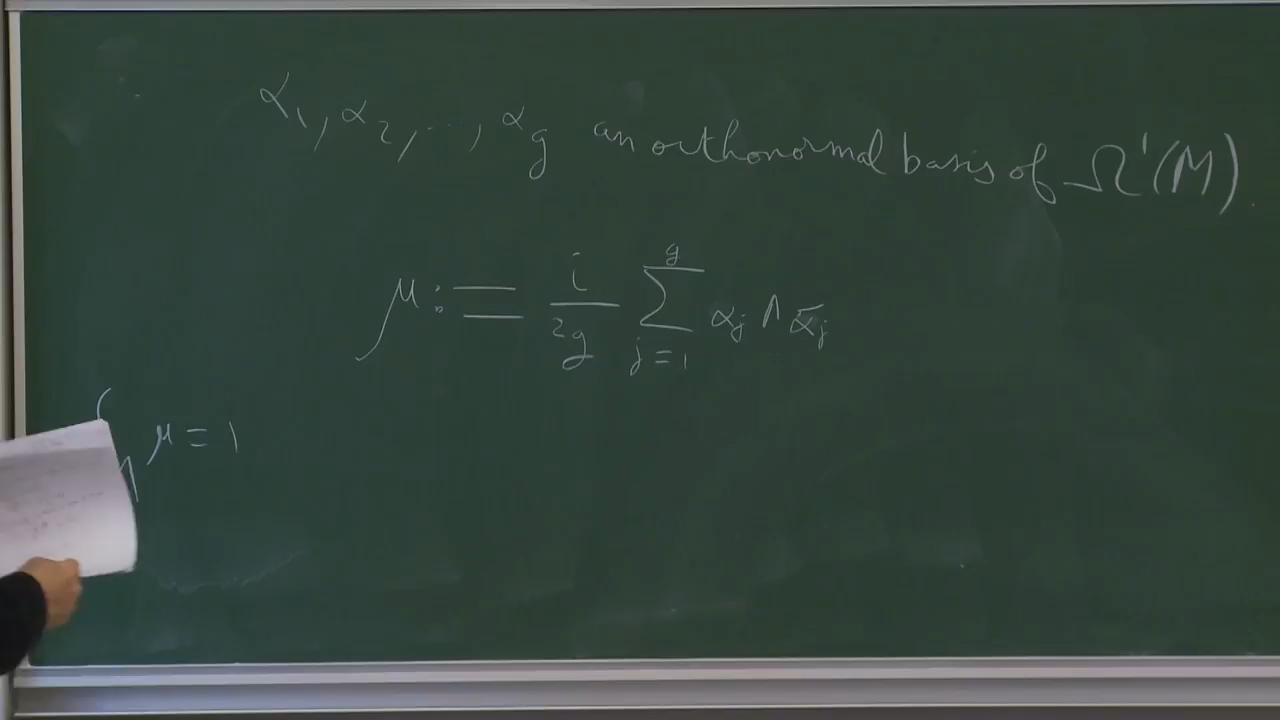 α₁, α₂, ..., α_g an orthonormal basis of Ω¹(M)
μ := i/2g ∑_{j=1}^{g} α_j ∧ ᾱ_j
∫ μ = 1